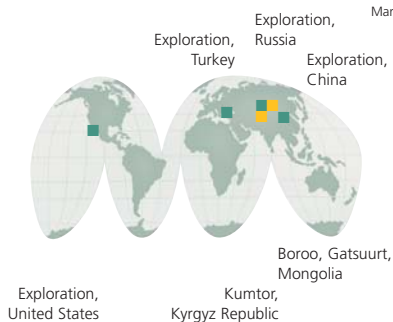 Mar
Exploration,
Russia
Exploration,
Turkey
Exploration,
China
Boroo, Gatsuurt,
Mongolia
Exploration,
United States
Kumtor,
Kyrgyz Republic